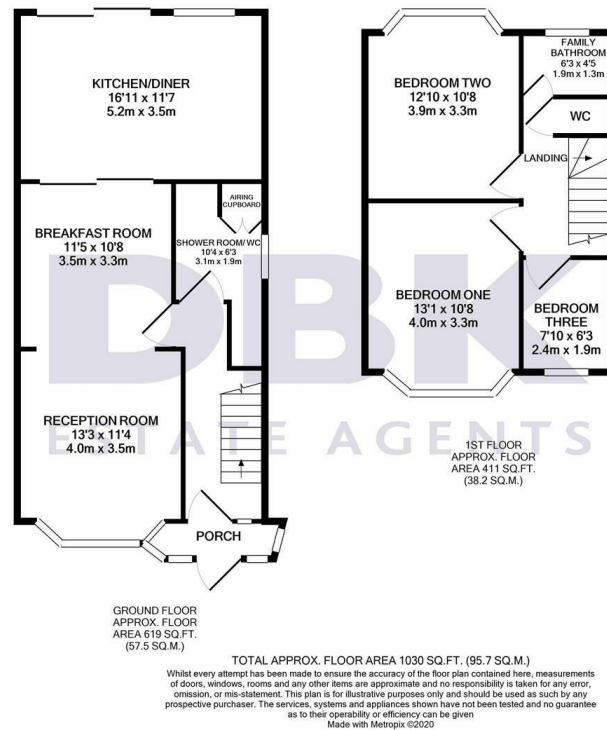 KITCHEN/DINER
16'11 x 11'7
5.2m x 3.5m
BREAKFAST ROOM
11'5 x 10'8
3.5m x 3.3m
AIRING
CUPBOARD
SHOWER ROOM/ WC
10'4 x 6'3
3.1m x 1.9m
RECEPTION ROOM
13'3 x 11'4
4.0m x 3.5m
PORCH
GROUND FLOOR
APPROX. FLOOR
AREA 619 SQ.FT.
(57.5 SQ.M.)
BEDROOM TWO
12'10 x 10'8
3.9m x 3.3m
FAMILY
BATHROOM
6'3 x 4'5
1.9m x 1.3m
WC
LANDING
BEDROOM ONE
13'1 x 10'8
4.0m x 3.3m
BEDROOM
THREE
7'10 x 6'3
2.4m x 1.9m
1ST FLOOR
APPROX. FLOOR
AREA 411 SQ.FT.
(38.2 SQ.M.)
DBK
ESTATE AGENTS
TOTAL APPROX. FLOOR AREA 1030 SQ.FT. (95.7 SQ.M.)
Whilst every attempt has been made to ensure the accuracy of the floor plan contained here, measurements
of doors, windows, rooms and any other items are approximate and no responsibility is taken for any error,
omission, or mis-statement. This plan is for illustrative purposes only and should be used as such by any
prospective purchaser. The services, systems and appliances shown have not been tested and no guarantee
as to their operability or efficiency can be given
Made with Metropix ©2020